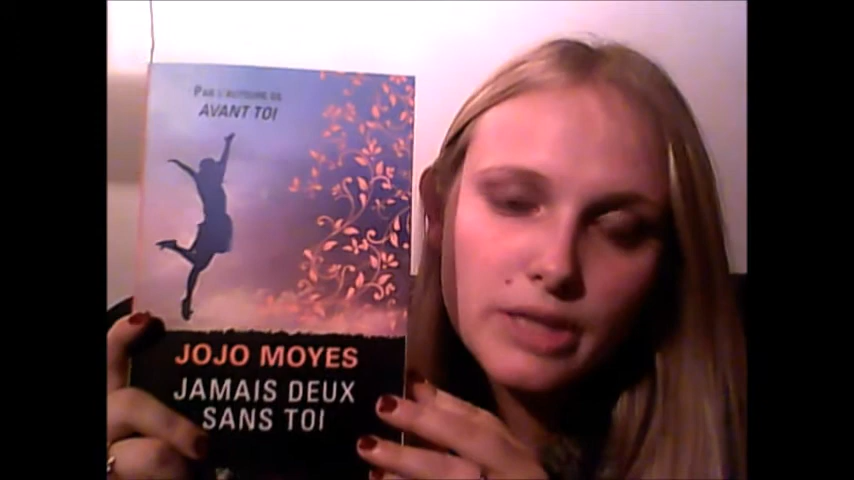 PAR L'AUTEURE DE
AVANT TOI
JOJO MOYES
JAMAIS DEUX
SANS TOI